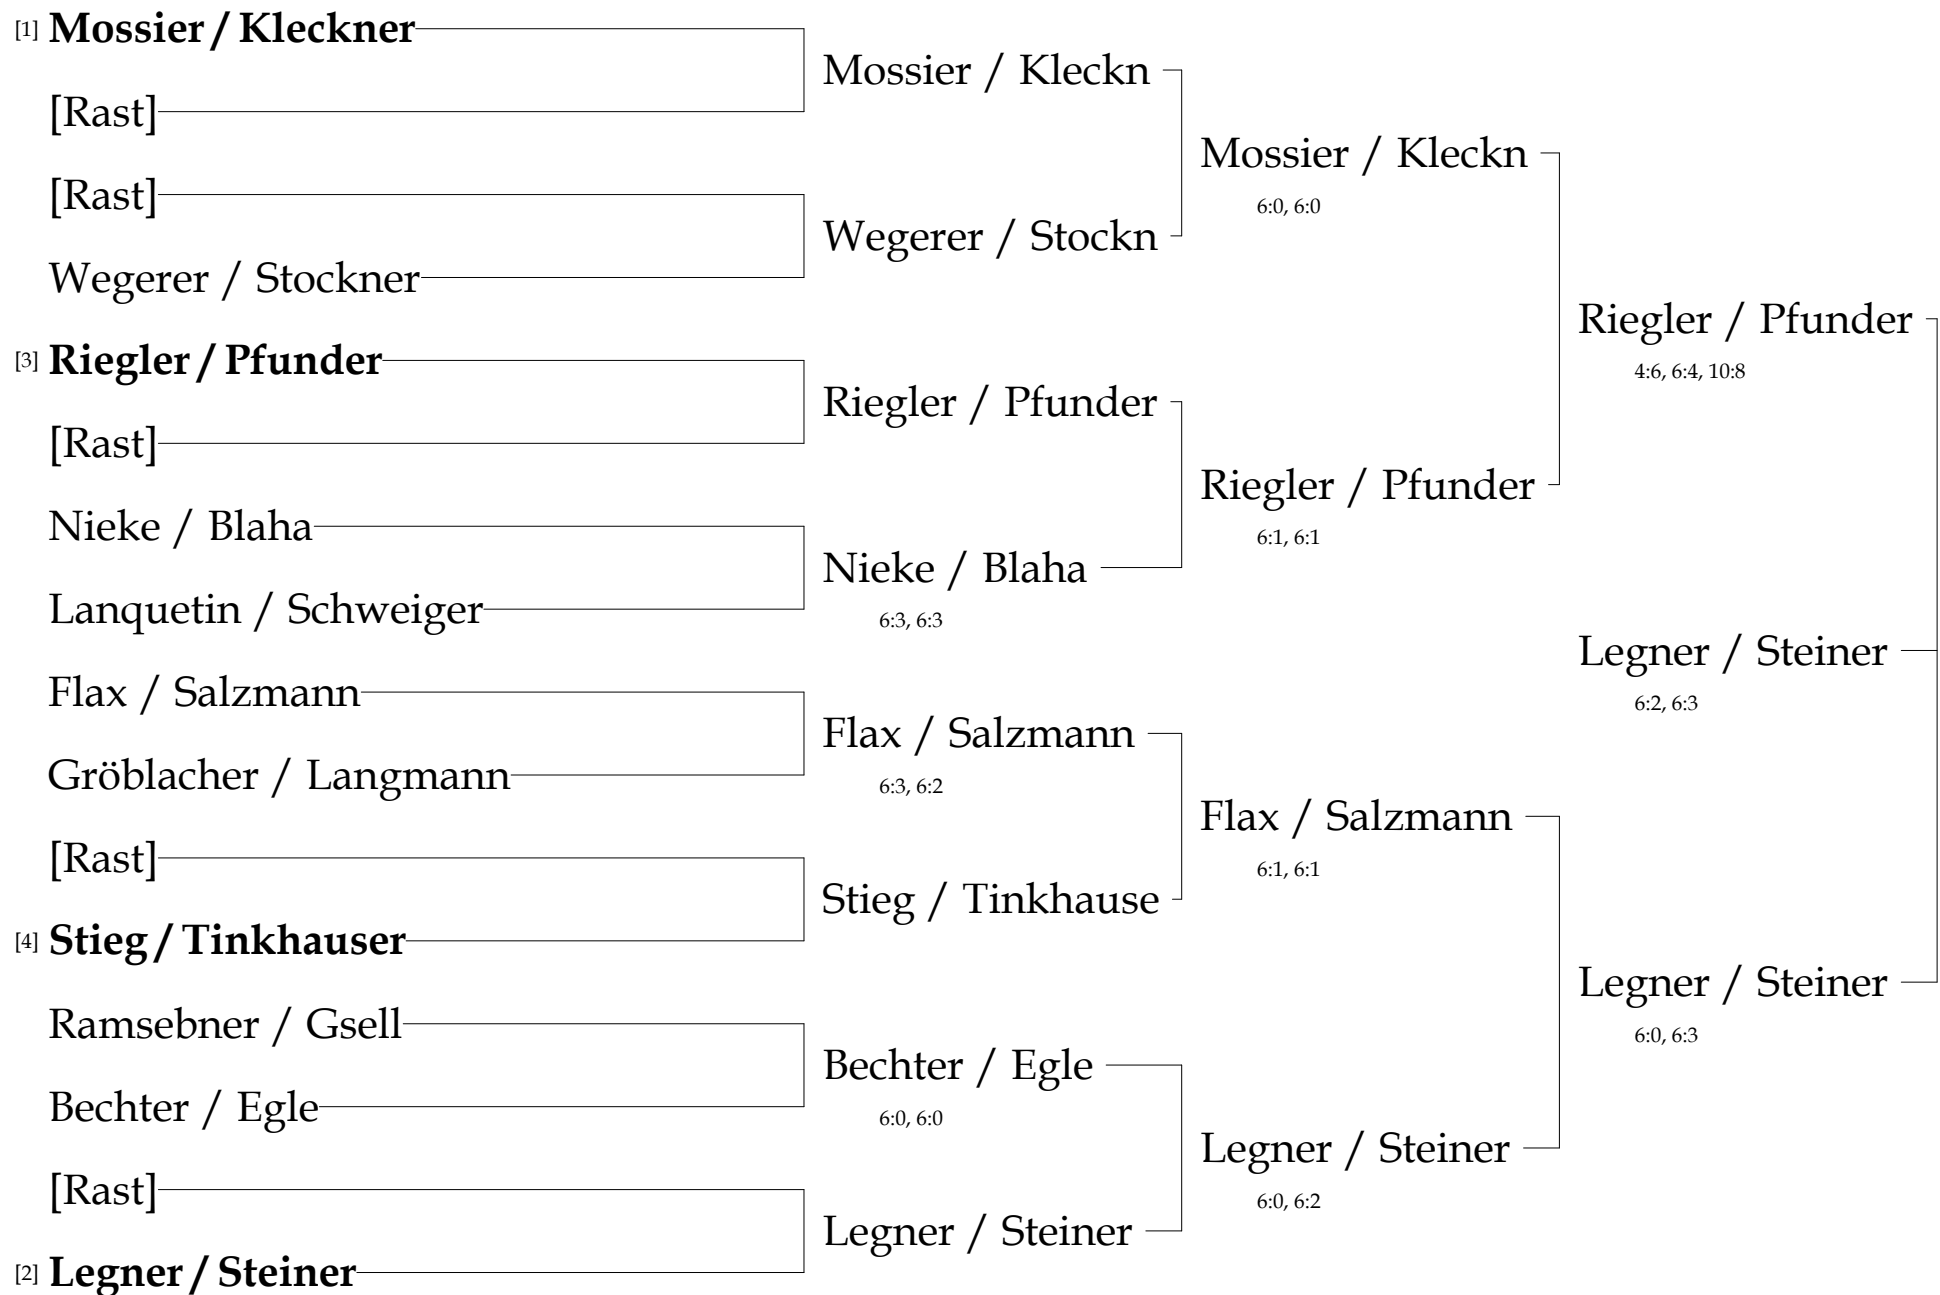 [1] Mossier / Kleckner
[Rast]
[Rast]
Wegerer / Stockner
[3] Riegler / Pfunder
[Rast]
Nieke / Blaha
Lanquetin / Schweiger
Flax / Salzmann
Gröblacher / Langmann
[Rast]
[4] Stieg / Tinkhauser
Ramsebner / Gsell
Bechter / Egle
[Rast]
[2] Legner / Steiner
Mossier / Kleckn
Wegerer / Stockn
Riegler / Pfunder
Nieke / Blaha
6:3, 6:3
Flax / Salzmann
6:3, 6:2
Stieg / Tinkhause
Bechter / Egle
6:0, 6:0
Legner / Steiner
Mossier / Kleckn
6:0, 6:0
Riegler / Pfunder
6:1, 6:1
Flax / Salzmann
6:1, 6:1
Legner / Steiner
6:0, 6:2
Riegler / Pfunder
4:6, 6:4, 10:8
Legner / Steiner
6:2, 6:3
Legner / Steiner
6:0, 6:3